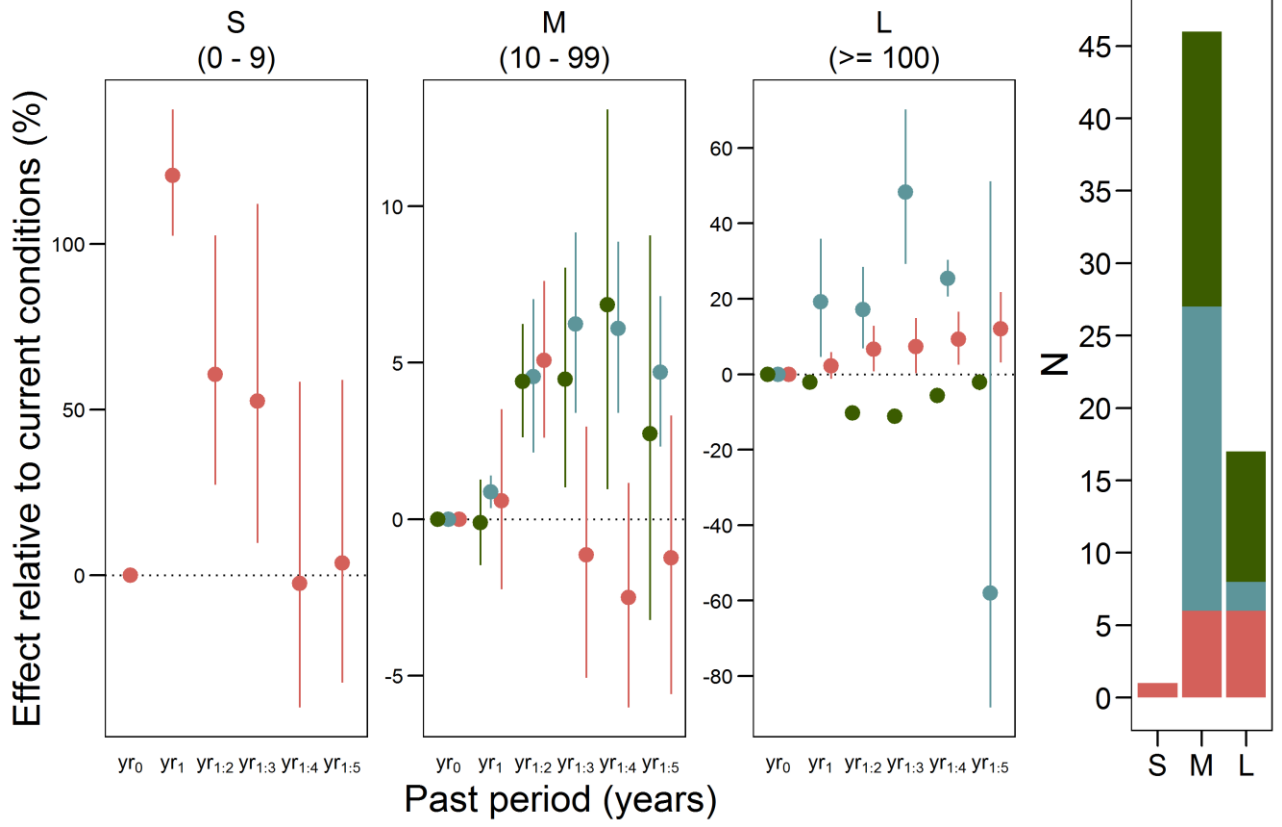 S
(0 - 9)
M
(10 - 99)
L
(>= 100)
Effect relative to current conditions (%)
100
50
0
10
5
0
-5
60
40
20
0
-20
-40
-60
-80
yr₀ yr₁ yr₁:₂ yr₁:₃ yr₁:₄ yr₁:₅
yr₀ yr₁ yr₁:₂ yr₁:₃ yr₁:₄ yr₁:₅
yr₀ yr₁ yr₁:₂ yr₁:₃ yr₁:₄ yr₁:₅
Past period (years)
N
45
40
35
30
25
20
15
10
5
0
S M L